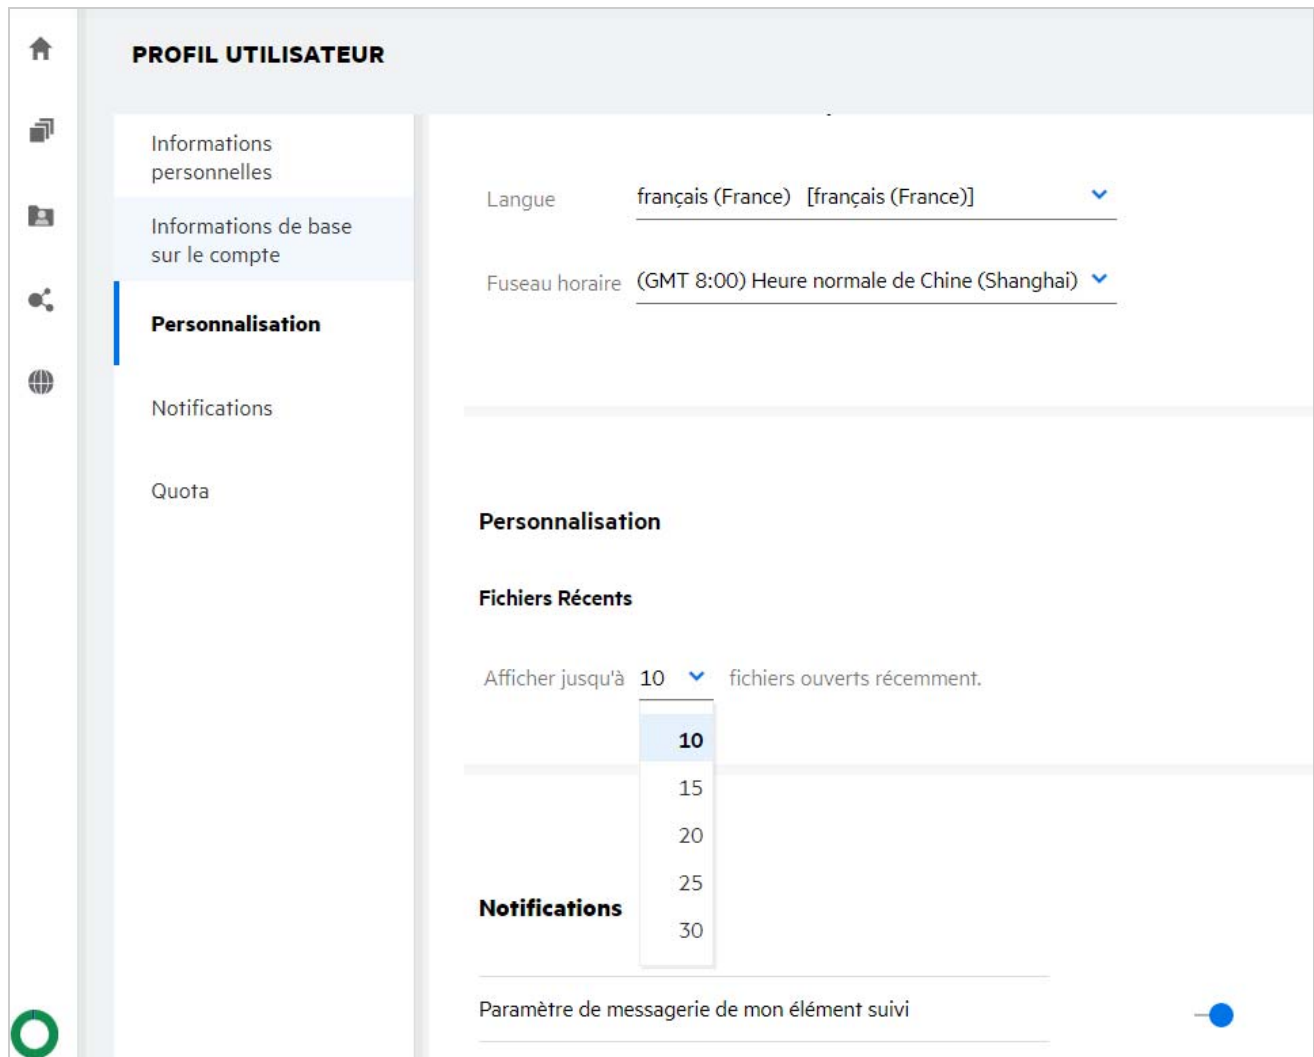 PROFIL UTILISATEUR
Informations
personnelles
Informations de base
sur le compte
Personnalisation
Notifications
Quota
Langue français (France) [français (France)]
Fuseau horaire (GMT 8:00) Heure normale de Chine (Shanghai)
Personnalisation
Fichiers Récents
Afficher jusqu'à 10 fichiers ouverts récemment.
10
15
20
25
30
Notifications
Paramètre de messagerie de mon élément suivi